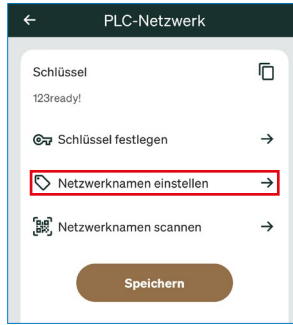 PLC-Netzwerk
Schlüssel
123ready!
Schlüssel festlegen
Netzwerknamen einstellen
Netzwerknamen scannen
Speichern